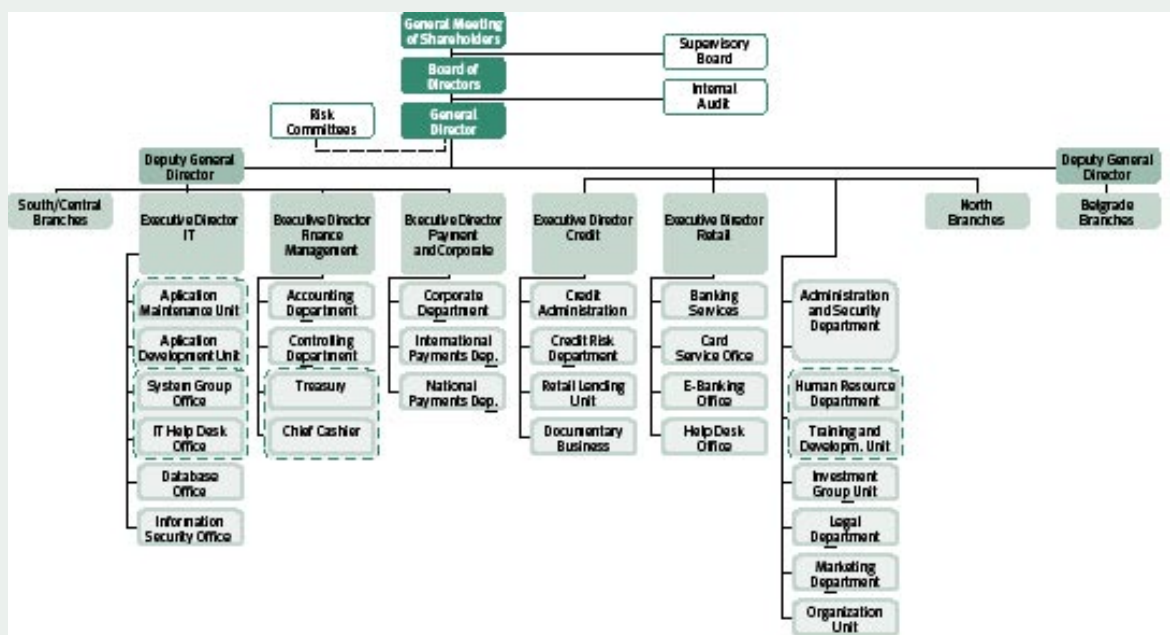 General Meeting
of Shareholders
Supervisory
Board
Board of
Directors
Internal
Audit
Risk
Committees
General
Director
Deputy General
Director
Deputy General
Director
South/Central
Branches
Executive Director
IT
Executive Director
Finance
Management
Executive Director
Payment
and Corporate
Executive Director
Credit
Executive Director
Retail
North
Branches
Belgrade
Branches
Aplication
Maintenance Unit
Aplication
Development Unit
System Group
Office
IT Help Desk
Office
Database
Office
Information
Security Office
Accounting
Department
Controlling
Department
Treasury
Chief Cashier
Corporate
Department
International
Payments Dep.
National
Payments Dep.
Credit
Administration
Credit Risk
Department
Retail Lending
Unit
Documentary
Business
Banking
Services
Card
Service Office
E-Banking
Office
Help Desk
Office
Administration
and Security
Department
Human Resource
Department
Training and
Developm. Unit
Investment
Group Unit
Legal
Department
Marketing
Department
Organization
Unit